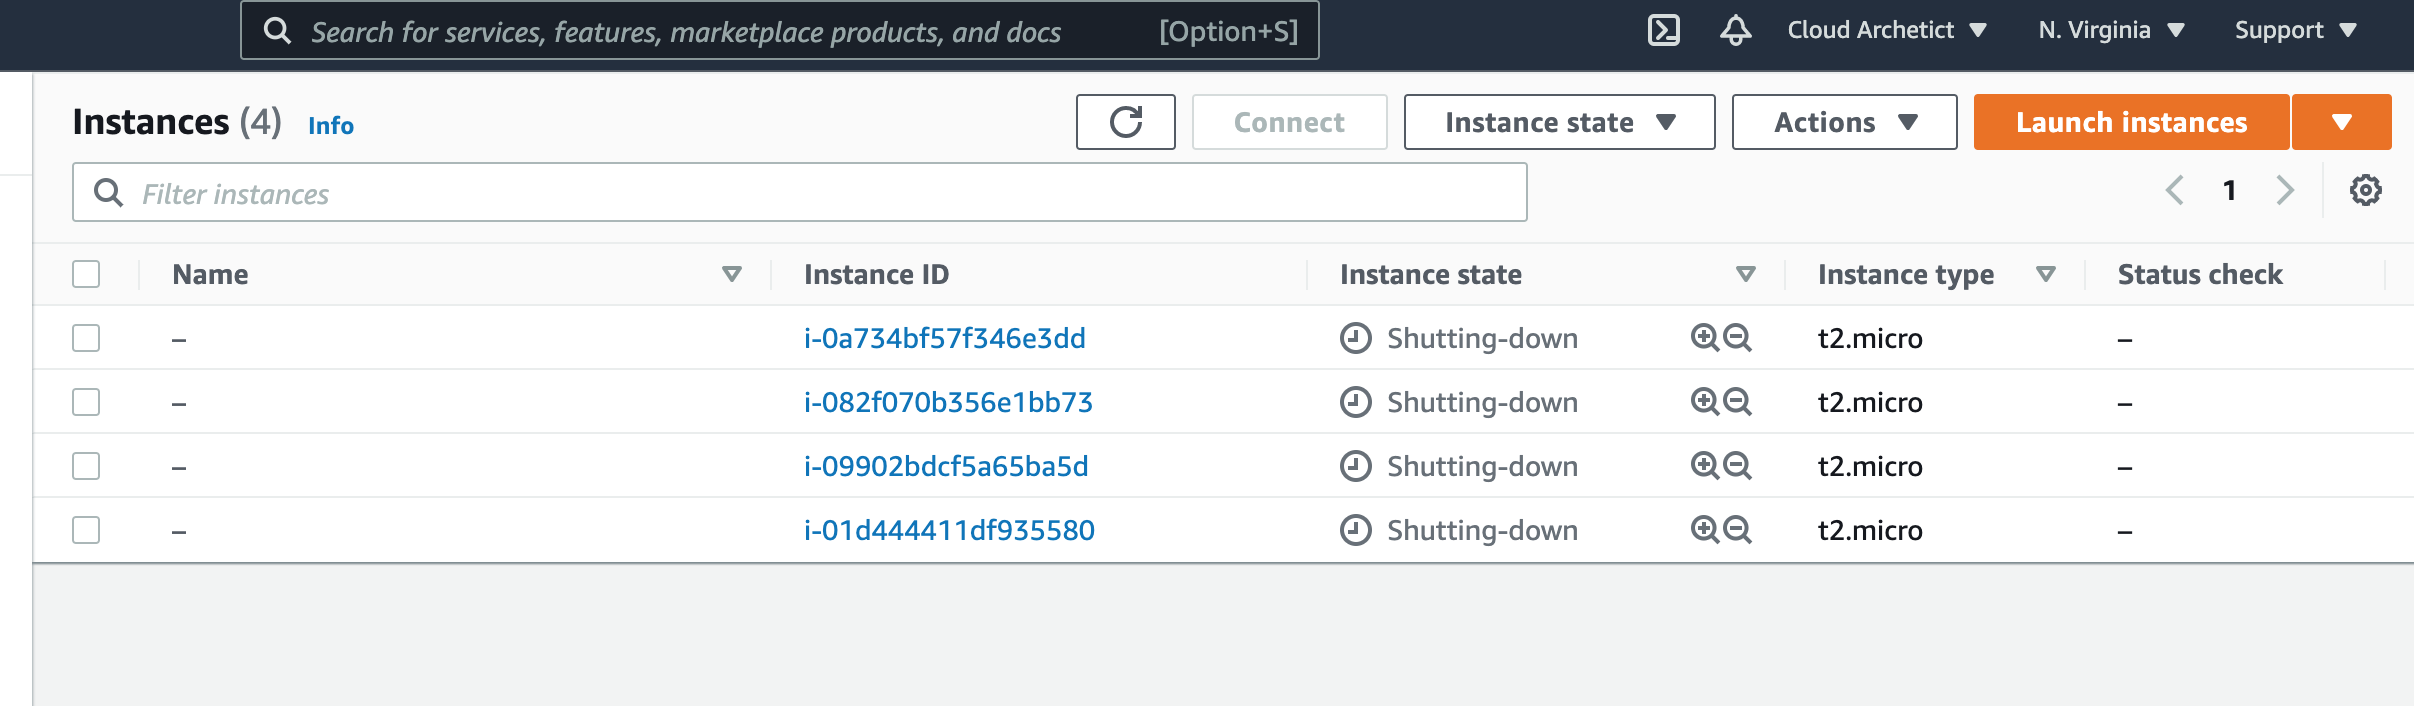 Search for services, features, marketplace products, and docs [Option+S] Cloud Archetict N. Virginia Support
Instances (4) Info Connect Instance state Actions Launch instances
Filter instances 1
Name Instance ID Instance state Instance type Status check
– i-0a734bf57f346e3dd Shutting-down t2.micro –
– i-082f070b356e1bb73 Shutting-down t2.micro –
– i-09902bdcf5a65ba5d Shutting-down t2.micro –
– i-01d444411df935580 Shutting-down t2.micro –